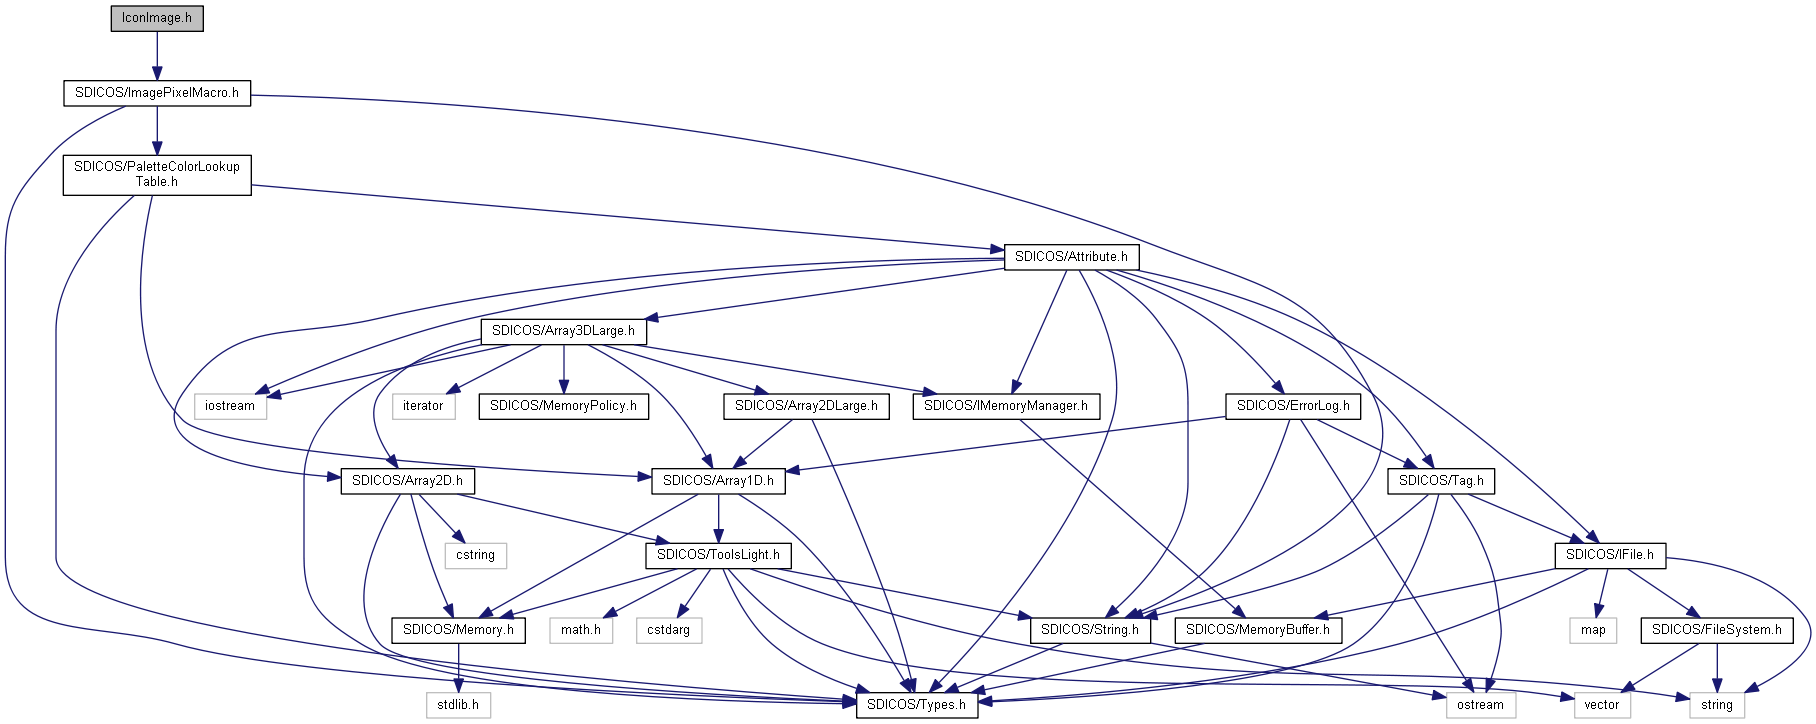 IconImage.h
SDICOS/ImagePixelMacro.h
SDICOS/PaletteColorLookup
Table.h
SDICOS/Attribute.h
SDICOS/Array3DLarge.h
iostream
iterator
SDICOS/MemoryPolicy.h
SDICOS/Array2DLarge.h
SDICOS/IMemoryManager.h
SDICOS/ErrorLog.h
SDICOS/Array2D.h
SDICOS/Array1D.h
SDICOS/Tag.h
cstring
SDICOS/ToolsLight.h
SDICOS/IFile.h
SDICOS/Memory.h
math.h
cstdarg
SDICOS/String.h
SDICOS/MemoryBuffer.h
map
SDICOS/FileSystem.h
stdlib.h
SDICOS/Types.h
ostream
vector
string